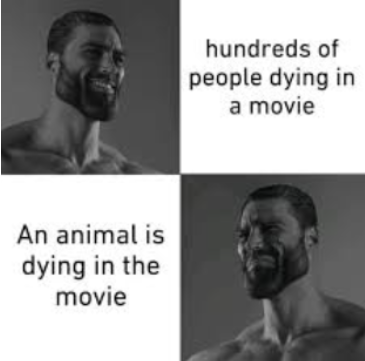 hundreds of
people dying in
a movie
An animal is
dying in the
movie